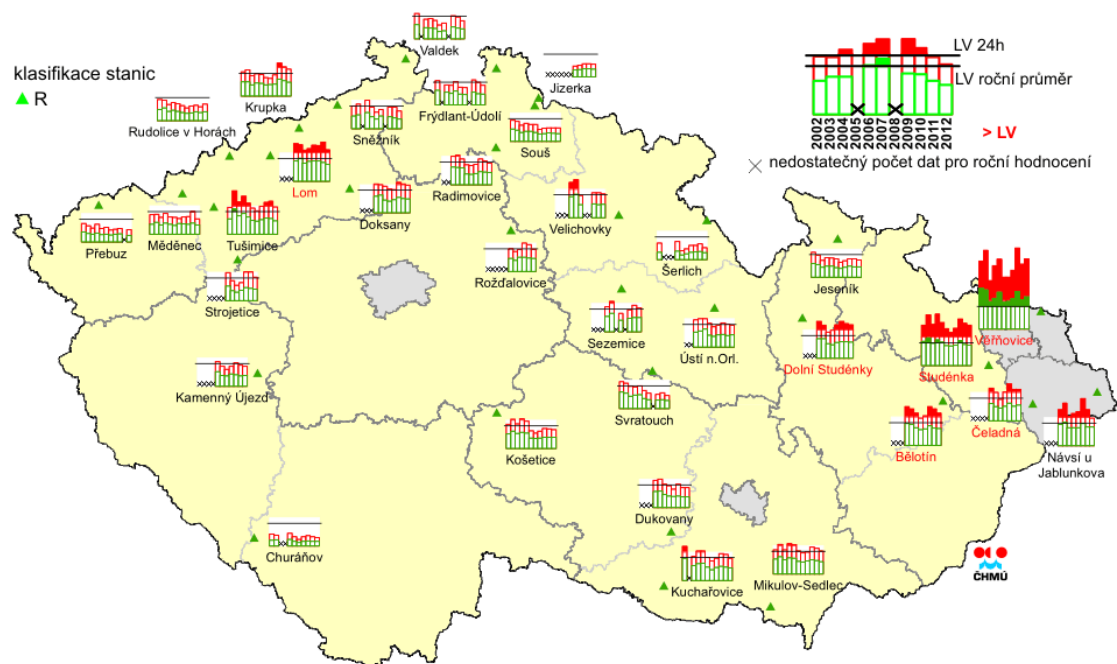 Valdek
LV 24h
LV roční průměr
klasifikace stanic
R
Jizerka
Krupka
Frýdlant-Údolí
Rudolice v Horách
Sněžník
Souš
2002
2003
2004
2005
2006
2007
2008
2009
2010
2011
2012
> LV
nedostatečný počet dat pro roční hodnocení
Lom
Radimovice
Doksany
Velichovky
Přebuz
Měděnec
Tušimice
Šerlich
Rožďalovice
Jeseník
Strojetice
Sezemice
Ústí n.Orl.
Věřňovice
Dolní Studénky
Studénka
Kamenný Újezd
Svratouch
Čeladná
Košetice
Bělotín
Návsí u
Jablunkova
Dukovany
Churáňov
ČHMÚ
Kuchařovice
Mikulov-Sedlec